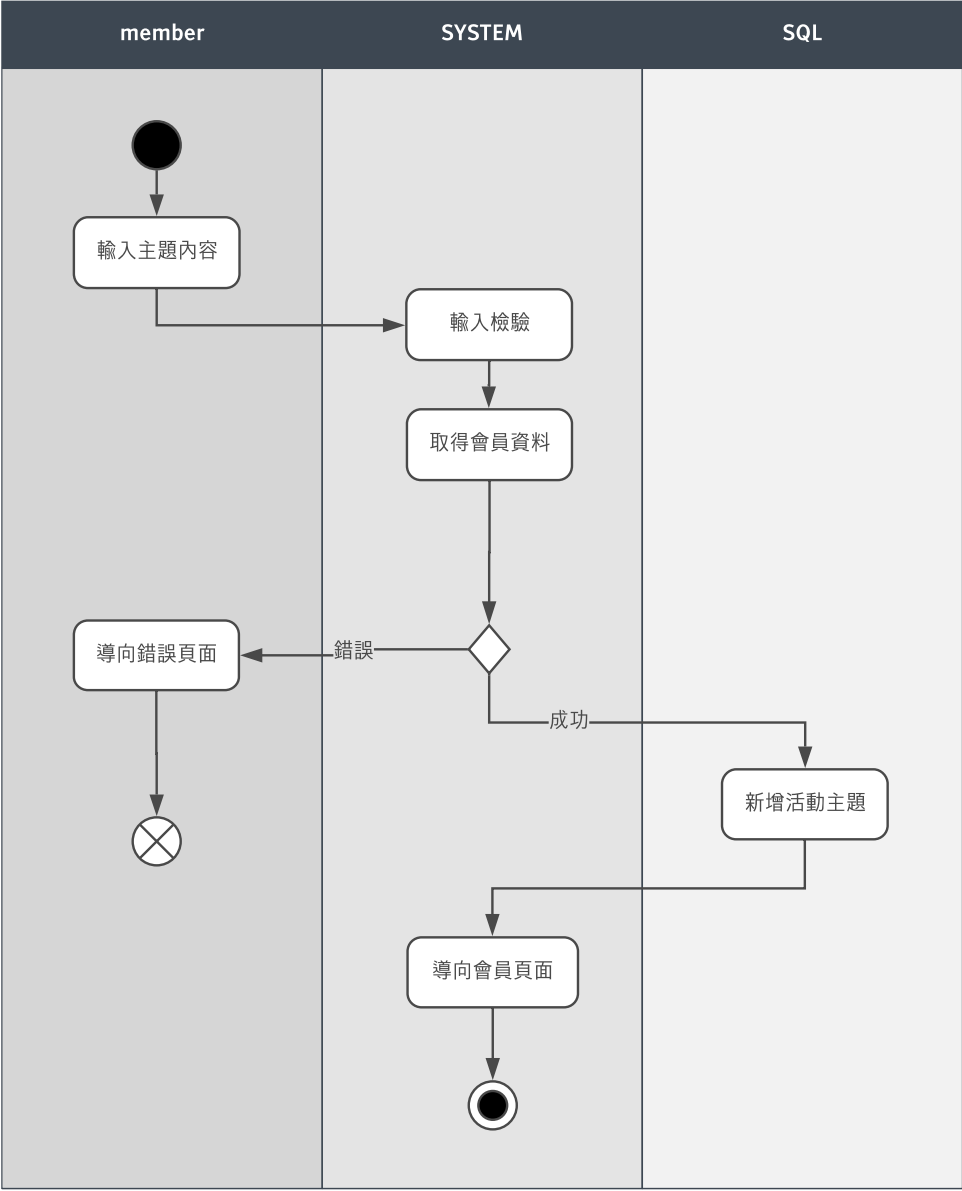 member
SYSTEM
SQL
輸入主題內容
輸入檢驗
取得會員資料
錯誤
導向錯誤頁面
成功
新增活動主題
導向會員頁面